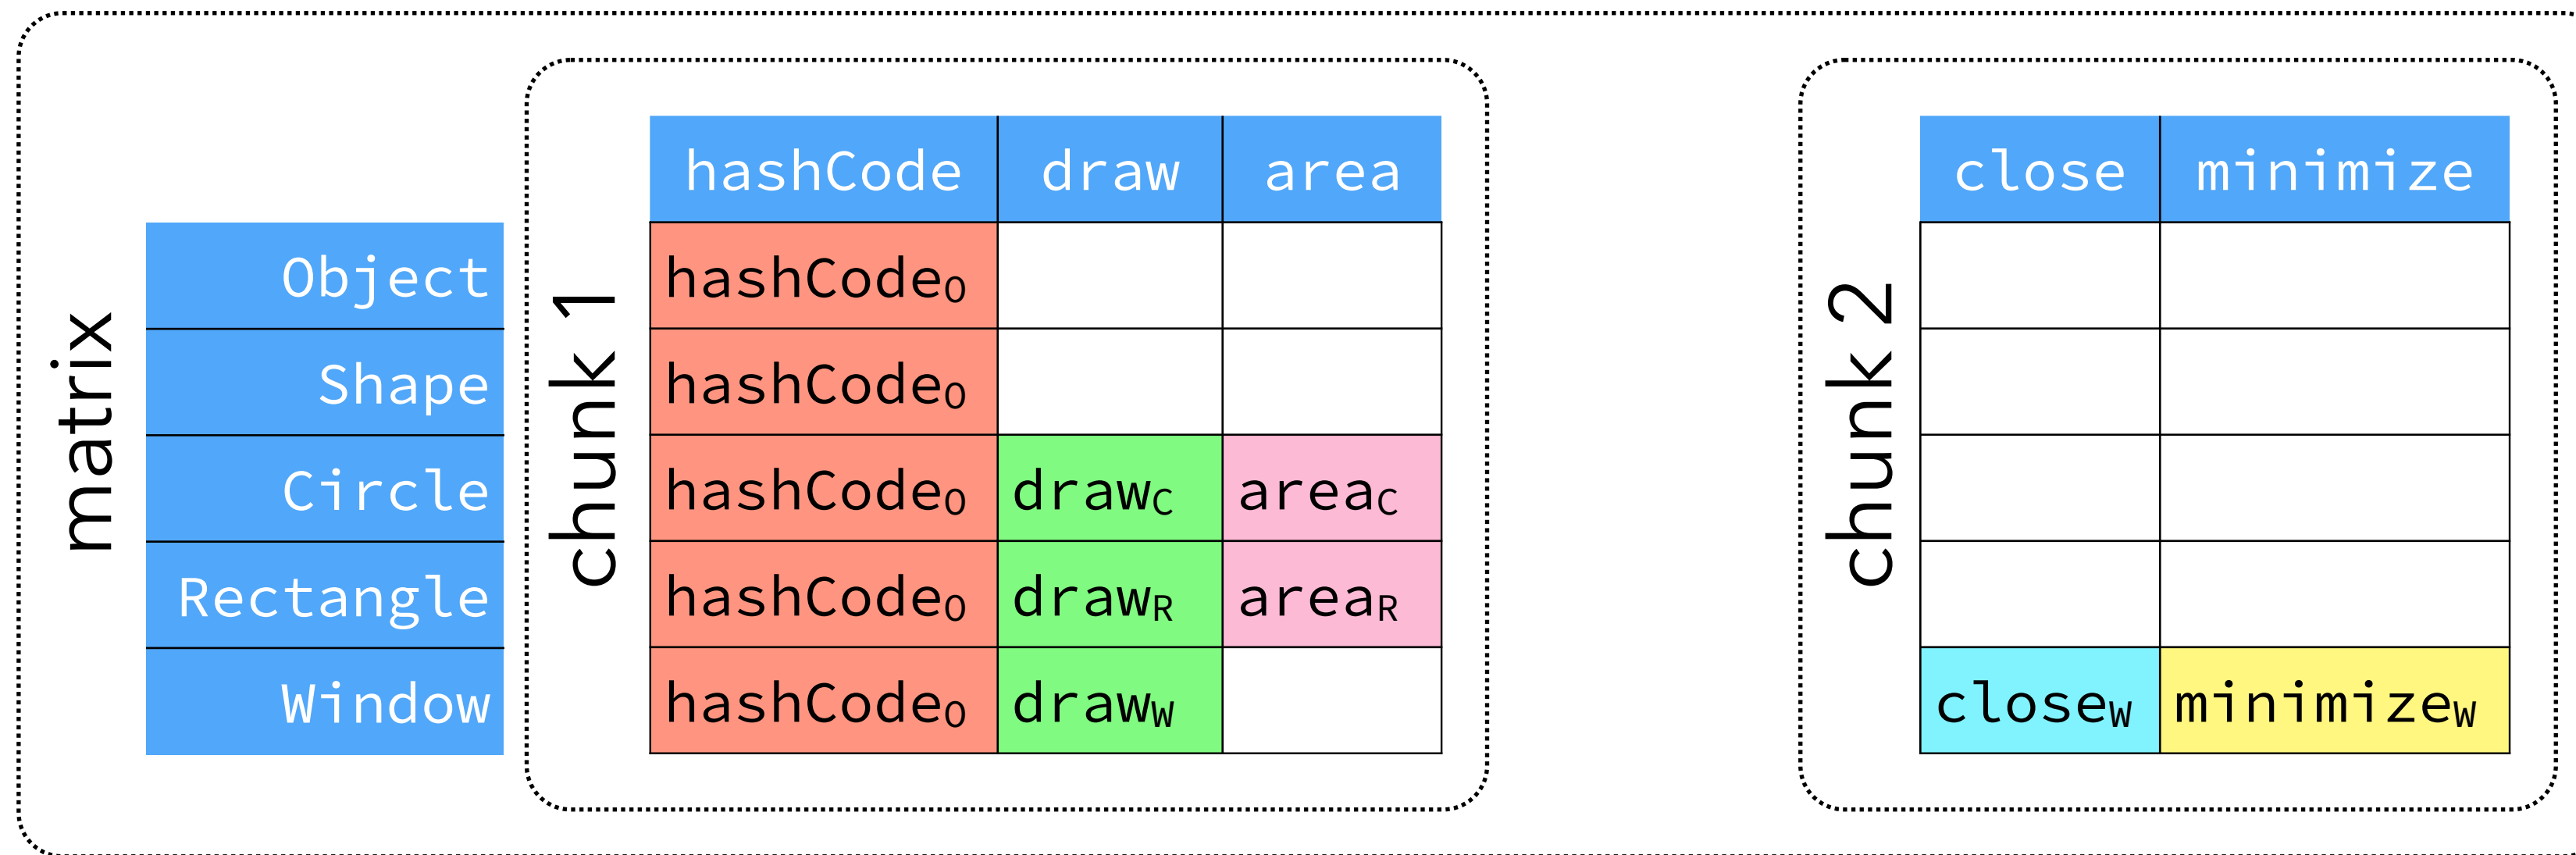 matrix
chunk 1
hashCode draw area
chunk 2
close minimize
Object hashCodeO
Shape hashCodeO
Circle hashCodeO drawC areaC
Rectangle hashCodeO drawR areaR
Window hashCodeO drawW closeW minimizeW